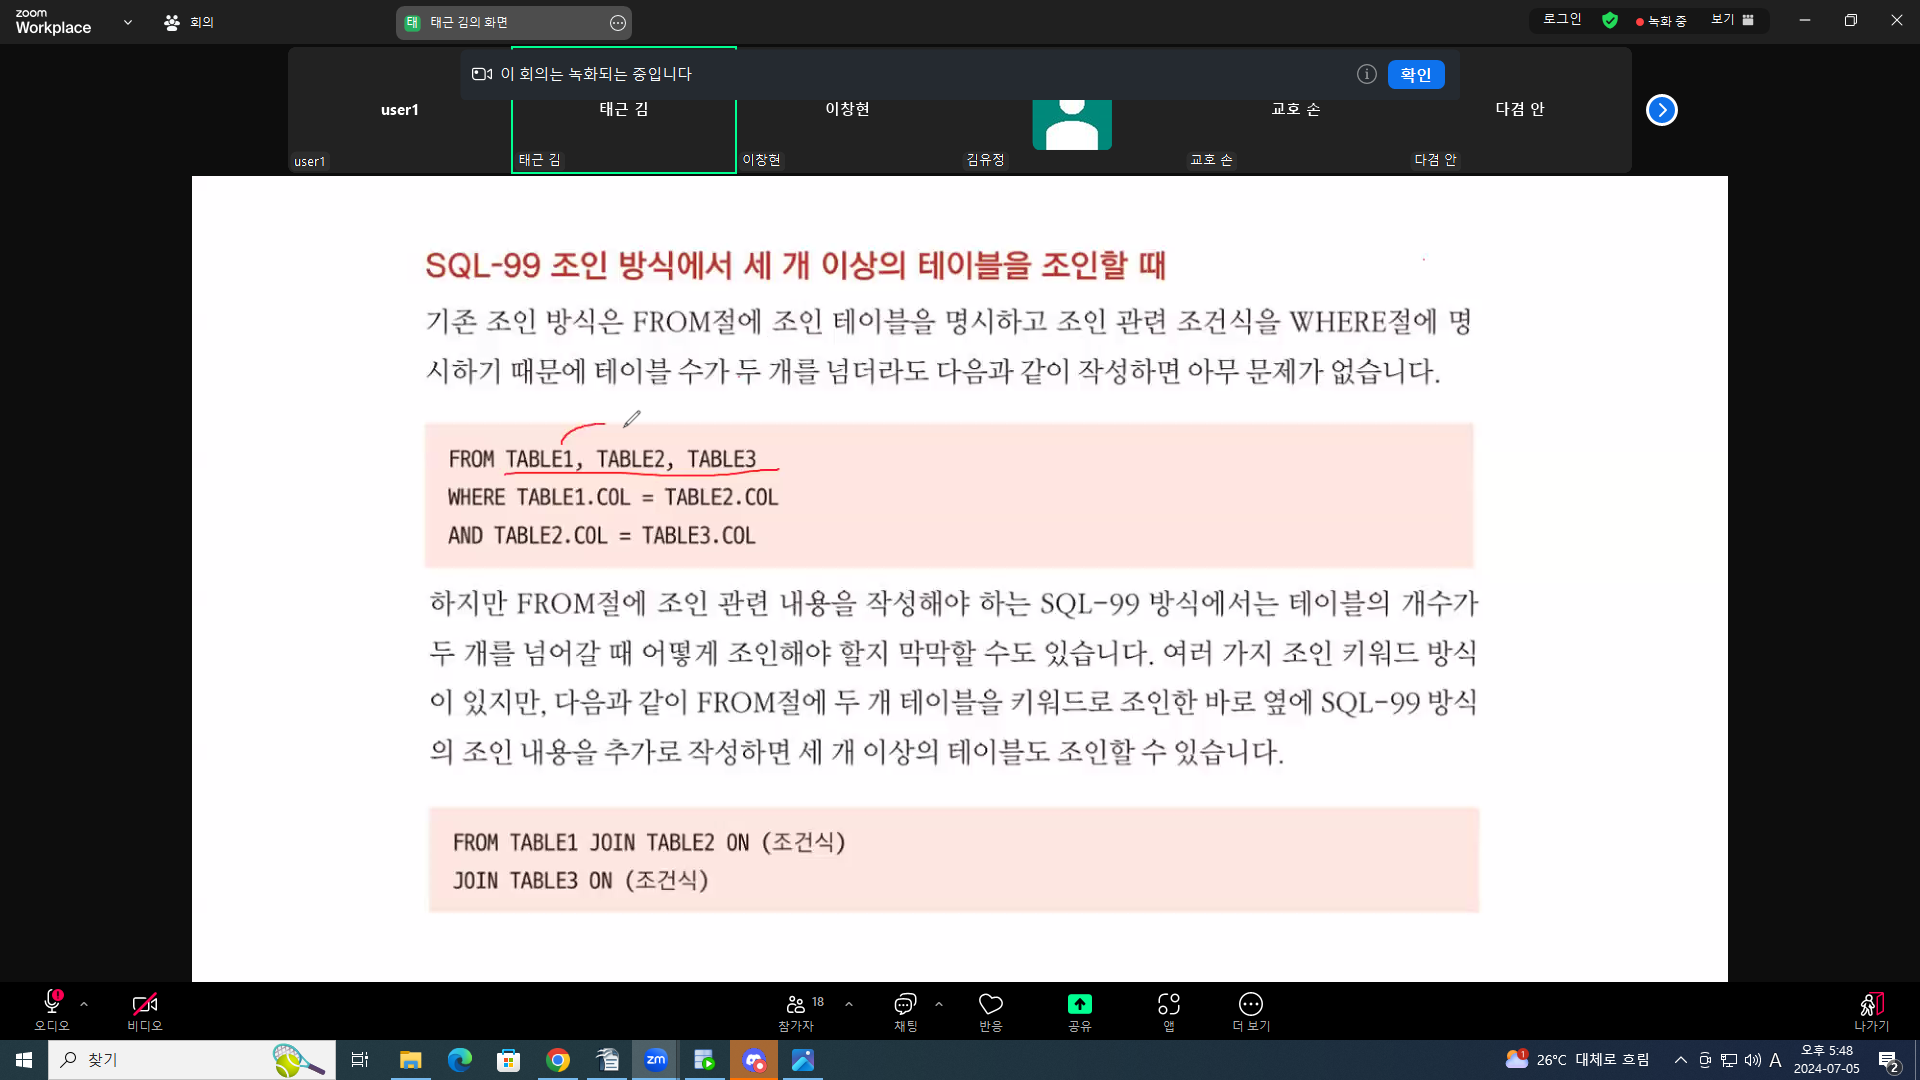 zoom
Workplace
회의
태 태근 김의 화면
로그인
녹화 중
보기
이 회의는 녹화되는 중입니다
확인
user1
태근 김
이창현
교호 손
다겸 안
user1
태근 김
이창현
김유정
교호 손
다겸 안
SQL-99 조인 방식에서 세 개 이상의 테이블을 조인할 때
기존 조인 방식은 FROM절에 조인 테이블을 명시하고 조인 관련 조건식을 WHERE절에 명
시하기 때문에 테이블 수가 두 개를 넘더라도 다음과 같이 작성하면 아무 문제가 없습니다.
FROM TABLE1, TABLE2, TABLE3
WHERE TABLE1.COL = TABLE2.COL
AND TABLE2.COL = TABLE3.COL
하지만 FROM절에 조인 관련 내용을 작성해야 하는 SQL-99 방식에서는 테이블의 개수가
두 개를 넘어갈 때 어떻게 조인해야 할지 막막할 수도 있습니다. 여러 가지 조인 키워드 방식
이 있지만, 다음과 같이 FROM절에 두 개 테이블을 키워드로 조인한 바로 옆에 SQL-99 방식
의 조인 내용을 추가로 작성하면 세 개 이상의 테이블도 조인할 수 있습니다.
FROM TABLE1 JOIN TABLE2 ON (조건식)
JOIN TABLE3 ON (조건식)
오디오
비디오
18
참가자
채팅
반응
공유
앱
더 보기
나가기
찾기
zm
1
26°C 대체로 흐림
A
오후 5:48
2024-07-05
2